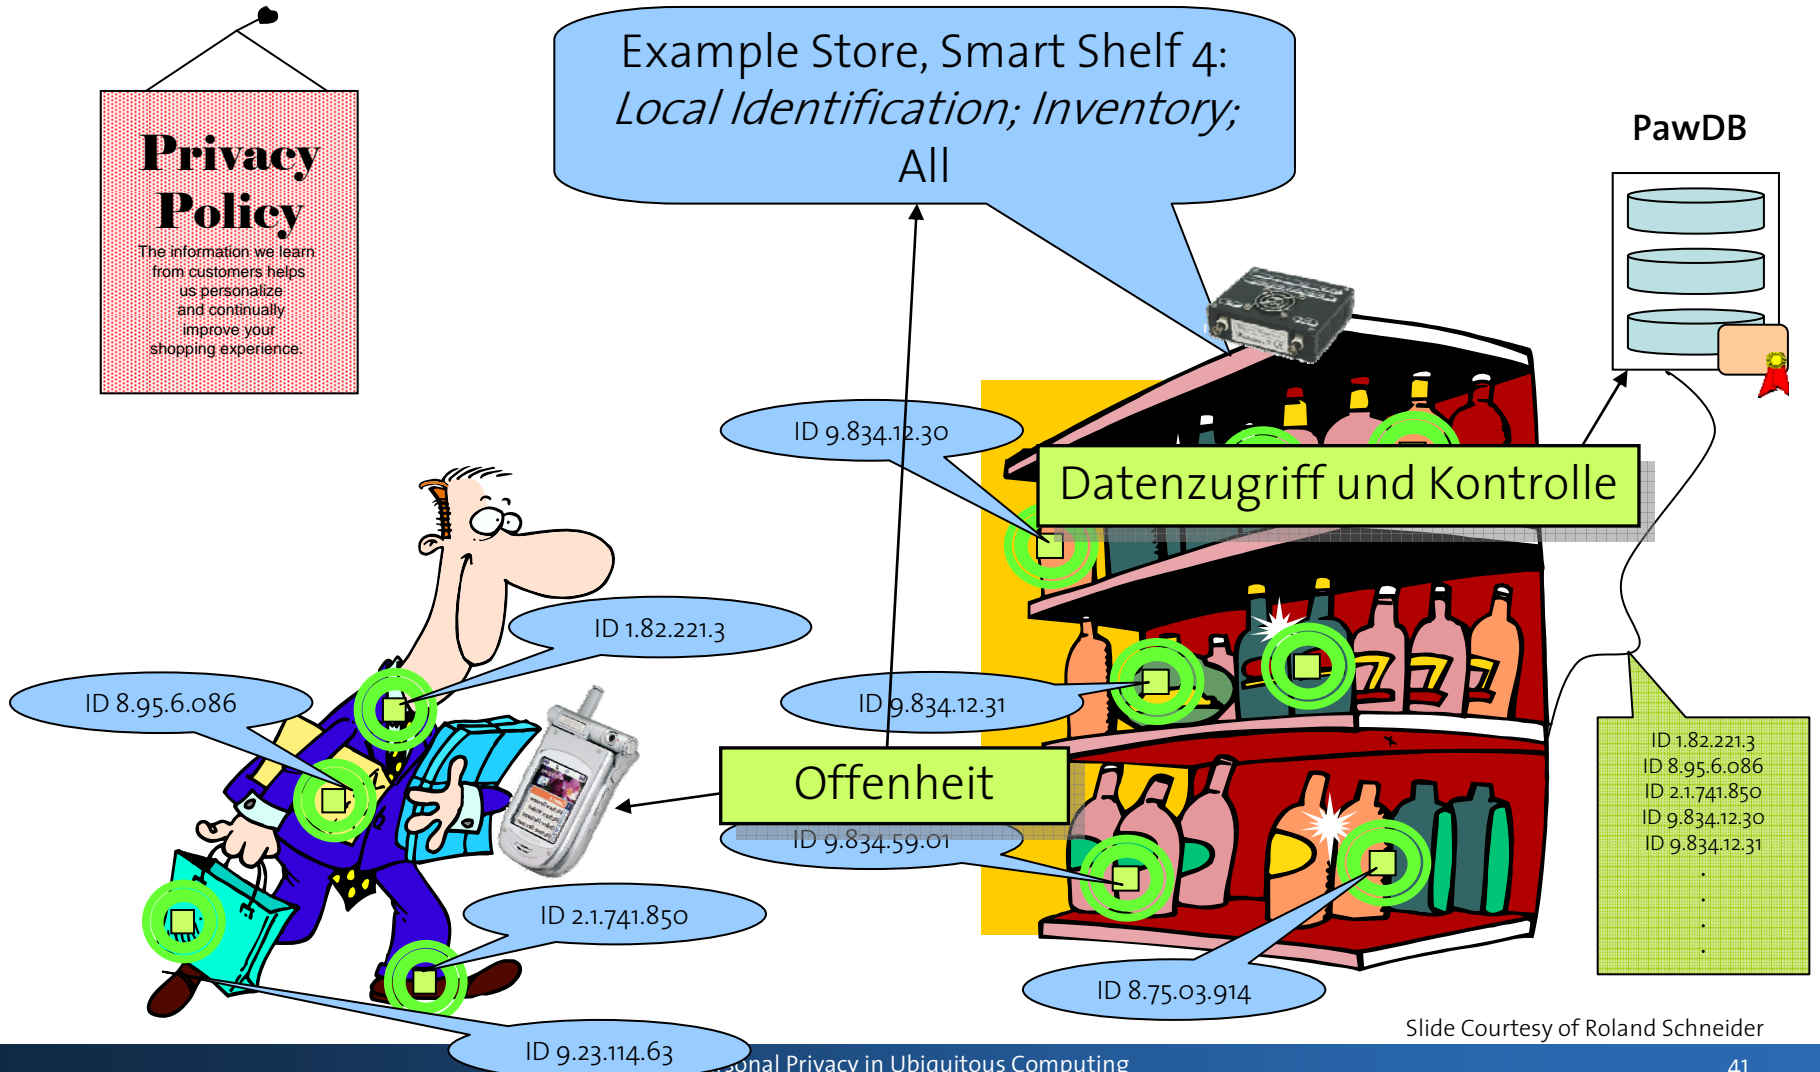 Example Store, Smart Shelf 4:
Local Identification; Inventory;
All
Privacy
Policy
The information we learn
from customers helps
us personalize
and continually
improve your
shopping experience.
PawDB
ID 9.834.12.30
Datenzugriff und Kontrolle
ID 1.82.221.3
ID 8.95.6.086
ID 9.834.12.31
Offenheit
ID 9.834.59.01
ID 2.1.741.850
ID 8.75.03.914
ID 9.23.114.63
ID 1.82.221.3
ID 8.95.6.086
ID 2.1.741.850
ID 9.834.12.30
ID 9.834.12.31
.
.
.
.
Slide Courtesy of Roland Schneider
Privacy in Ubiquitous Computing
41